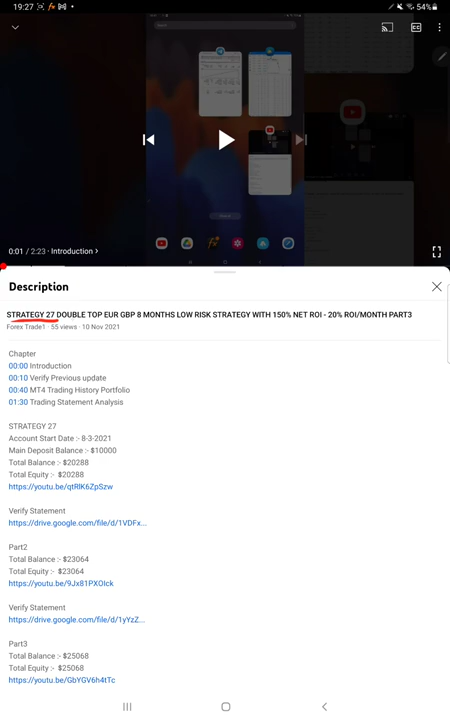 19:27
54%
0:01 / 2:23 · Introduction >
Description
STRATEGY 27 DOUBLE TOP EUR GBP 8 MONTHS LOW RISK STRATEGY WITH 150% NET ROI - 20% ROI/MONTH PART3
Forex Trade1 · 55 views · 10 Nov 2021
Chapter
00:00 Introduction
00:10 Verify Previous update
00:40 MT4 Trading History Portfolio
01:30 Trading Statement Analysis
STRATEGY 27
Account Start Date :- 8-3-2021
Main Deposit Balance :- $10000
Total Balance :- $20288
Total Equity :- $20288
https://youtu.be/qtRlK6ZpSzw
Verify Statement
https://drive.google.com/file/d/1VDFx...
Part2
Total Balance :- $23064
Total Equity :- $23064
https://youtu.be/9Jx81PXOIck
Verify Statement
https://drive.google.com/file/d/1yYzZ...
Part3
Total Balance :- $25068
Total Equity :- $25068
https://youtu.be/GbYGV6h4tTc